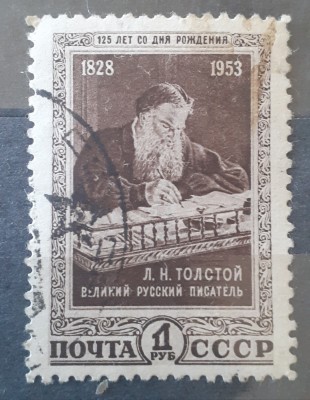 125 ЛЕТ СО ДНЯ РОЖДЕНИЯ
1828 1953
Л. Н. ТОЛСТОЙ
ВЕЛИКИЙ РУССКИЙ ПИСАТЕЛЬ
ПОЧТА 1 РУБ СССР